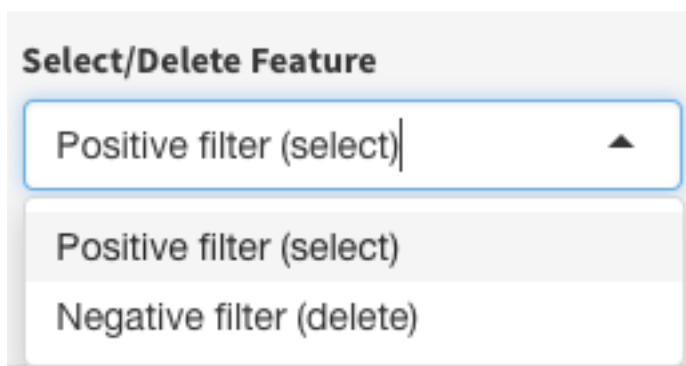 Select/Delete Feature
Positive filter (select)
Positive filter (select)
Negative filter (delete)